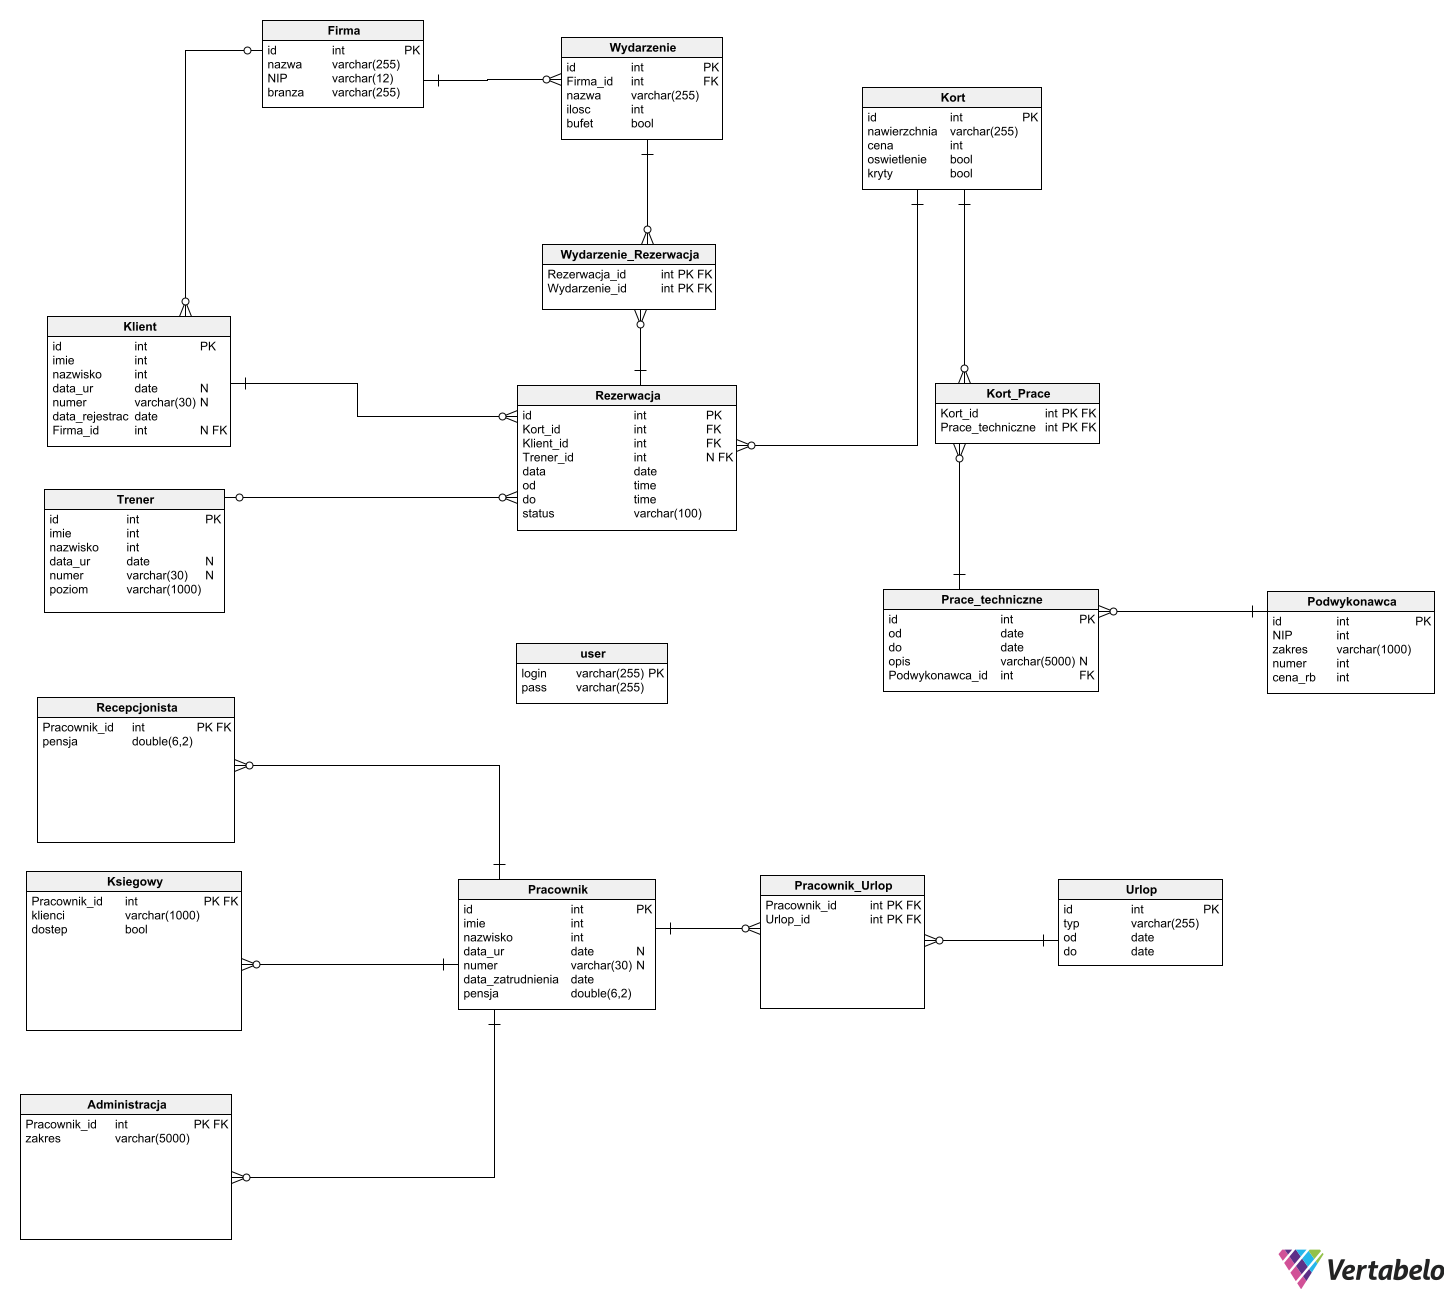 Firma
id int PK
nazwa varchar(255)
NIP varchar(12)
branza varchar(255)
Wydarzenie
id int PK
Firma_id int FK
nazwa varchar(255)
ilosc int
bufet bool
Kort
id int PK
nawierzchnia varchar(255)
cena int
oswietlenie bool
kryty bool
Wydarzenie_Rezerwacja
Rezerwacja_id int PK FK
Wydarzenie_id int PK FK
Klient
id int PK
imie int
nazwisko int
data_ur date N
numer varchar(30) N
data_rejestrac date
Firma_id int N FK
Rezerwacja
id int PK
Kort_id int FK
Klient_id int FK
Trener_id int N FK
data date
od time
do time
status varchar(100)
Kort_Prace
Kort_id int PK FK
Prace_techniczne int PK FK
Trener
id int PK
imie int
nazwisko int
data_ur date N
numer varchar(30) N
poziom varchar(1000)
Prace_techniczne
id int PK
od date
do date
opis varchar(5000) N
Podwykonawca_id int FK
Podwykonawca
id int PK
NIP int
zakres varchar(1000)
numer int
cena_rb int
user
login varchar(255) PK
pass varchar(255)
Recepcjonista
Pracownik_id int PK FK
pensja double(6,2)
Ksiegowy
Pracownik_id int PK FK
klienci varchar(1000)
dostep bool
Pracownik
id int PK
imie int
nazwisko int
data_ur date N
numer varchar(30) N
data_zatrudnienia date
pensja double(6,2)
Pracownik_Urlop
Pracownik_id int PK FK
Urlop_id int PK FK
Urlop
id int PK
typ varchar(255)
od date
do date
Administracja
Pracownik_id int PK FK
zakres varchar(5000)
Vertabelo